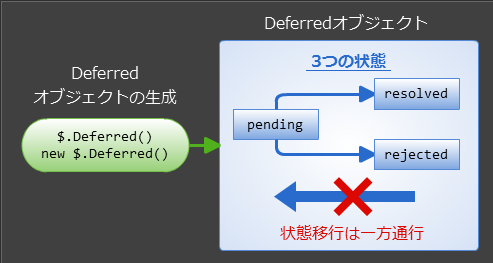 Deferred
オブジェクトの生成
$.Deferred()
new $.Deferred()
Deferredオブジェクト
3つの状態
pending
resolved
rejected
状態移行は一方通行